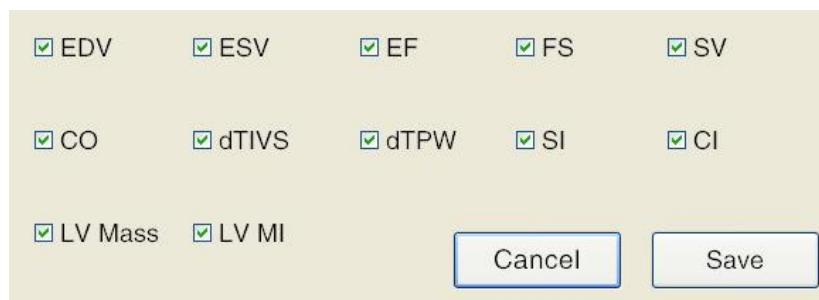 EDV ESV EF FS SV
CO dTIVS dTPW SI CI
LV Mass LV MI
Cancel Save